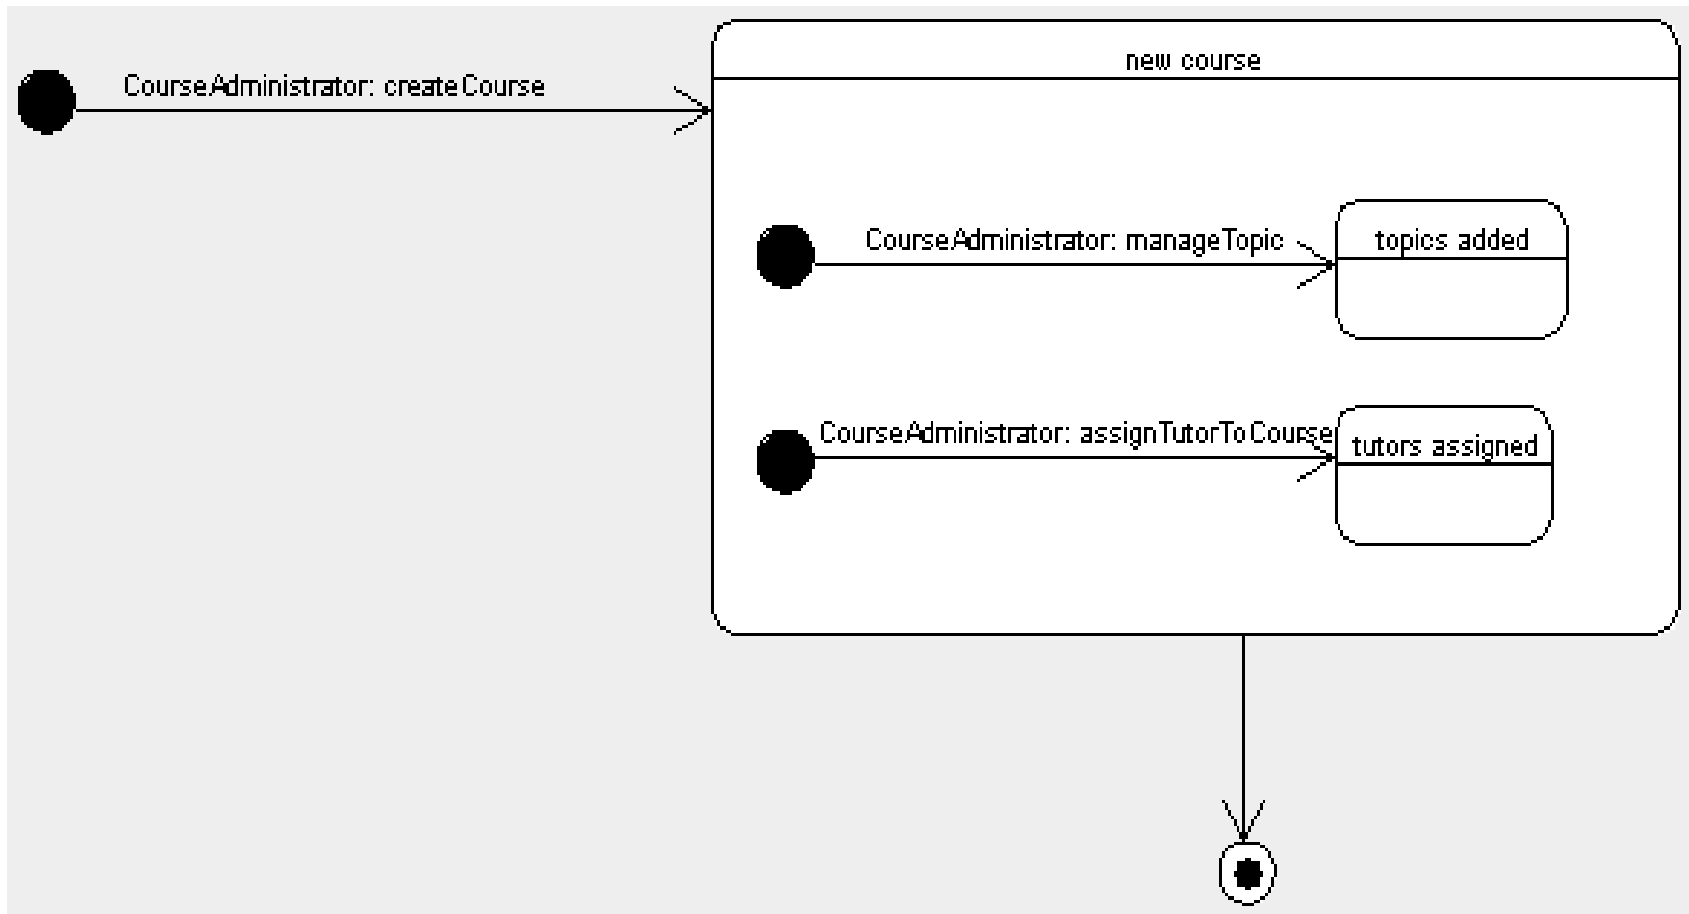 new course
CourseAdministrator: createCourse
CourseAdministrator: manageTopic
topics added
CourseAdministrator: assignTutorToCourse
tutors assigned